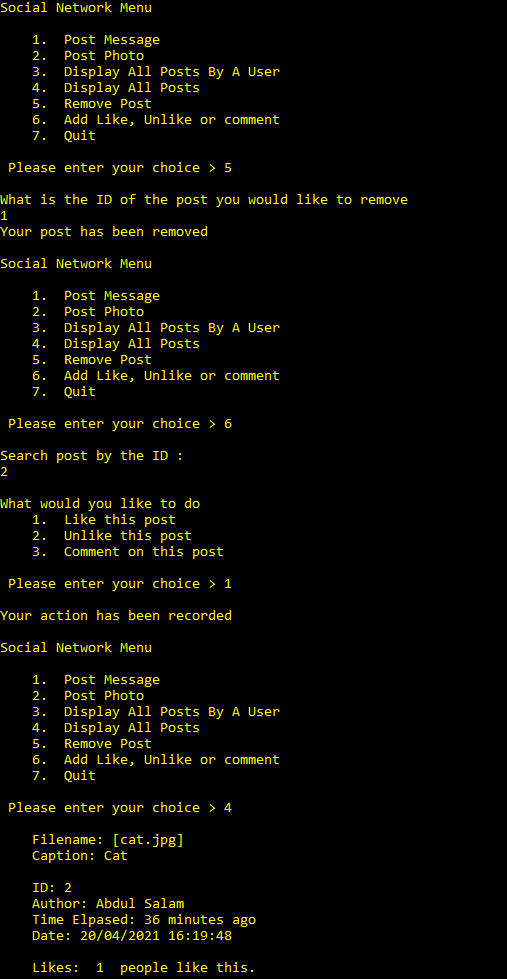 Social Network Menu
1. Post Message
2. Post Photo
3. Display All Posts By A User
4. Display All Posts
5. Remove Post
6. Add Like, Unlike or comment
7. Quit
Please enter your choice > 5
What is the ID of the post you would like to remove
1
Your post has been removed
Social Network Menu
1. Post Message
2. Post Photo
3. Display All Posts By A User
4. Display All Posts
5. Remove Post
6. Add Like, Unlike or comment
7. Quit
Please enter your choice > 6
Search post by the ID :
2
What would you like to do
1. Like this post
2. Unlike this post
3. Comment on this post
Please enter your choice > 1
Your action has been recorded
Social Network Menu
1. Post Message
2. Post Photo
3. Display All Posts By A User
4. Display All Posts
5. Remove Post
6. Add Like, Unlike or comment
7. Quit
Please enter your choice > 4
Filename: [cat.jpg]
Caption: Cat
ID: 2
Author: Abdul Salam
Time Elpased: 36 minutes ago
Date: 20/04/2021 16:19:48
Likes: 1 people like this.